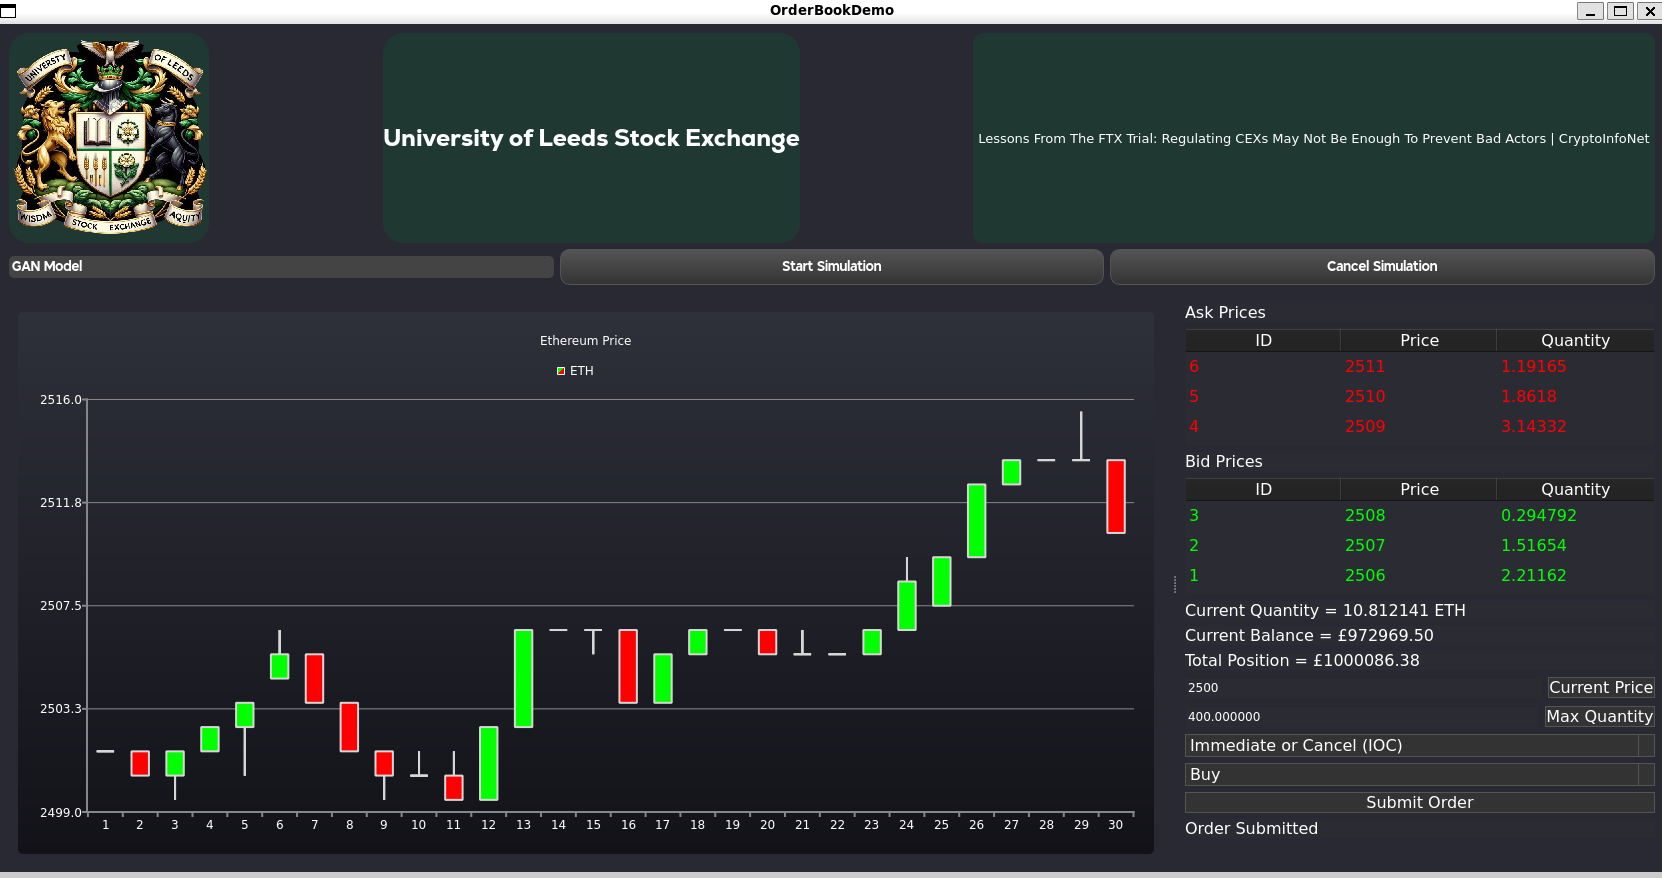 OrderBookDemo
UNIVERSTY OF LEEDS
WISDM STOCK EXCHANGE AQUITY
University of Leeds Stock Exchange
Lessons From The FTX Trial: Regulating CEXs May Not Be Enough To Prevent Bad Actors | CryptoInfoNet
GAN Model
Start Simulation
Cancel Simulation
Ethereum Price
ETH
2516.0
2511.8
2507.5
2503.3
2499.0
1 2 3 4 5 6 7 8 9 10 11 12 13 14 15 16 17 18 19 20 21 22 23 24 25 26 27 28 29 30
Ask Prices
ID Price Quantity
6 2511 1.19165
5 2510 1.8618
4 2509 3.14332
Bid Prices
ID Price Quantity
3 2508 0.294792
2 2507 1.51654
1 2506 2.21162
Current Quantity = 10.812141 ETH
Current Balance = £972969.50
Total Position = £1000086.38
2500 Current Price
400.000000 Max Quantity
Immediate or Cancel (IOC)
Buy
Submit Order
Order Submitted